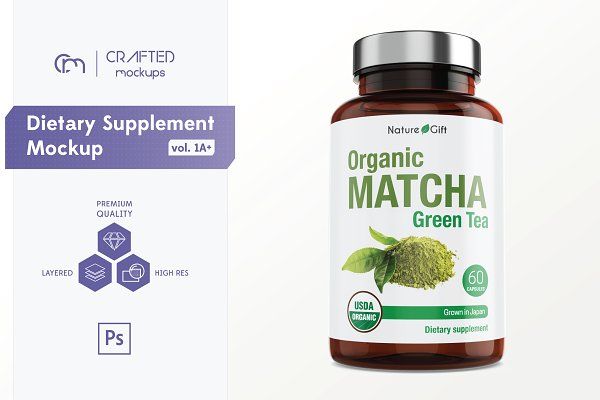 CRAFTED
mockups
Dietary Supplement
Mockup
vol. 1A+
PREMIUM
QUALITY
LAYERED
HIGH RES
Ps
Nature Gift
Organic
MATCHA
Green Tea
60
CAPSULES
USDA
ORGANIC
Grown in Japan
Dietary supplement